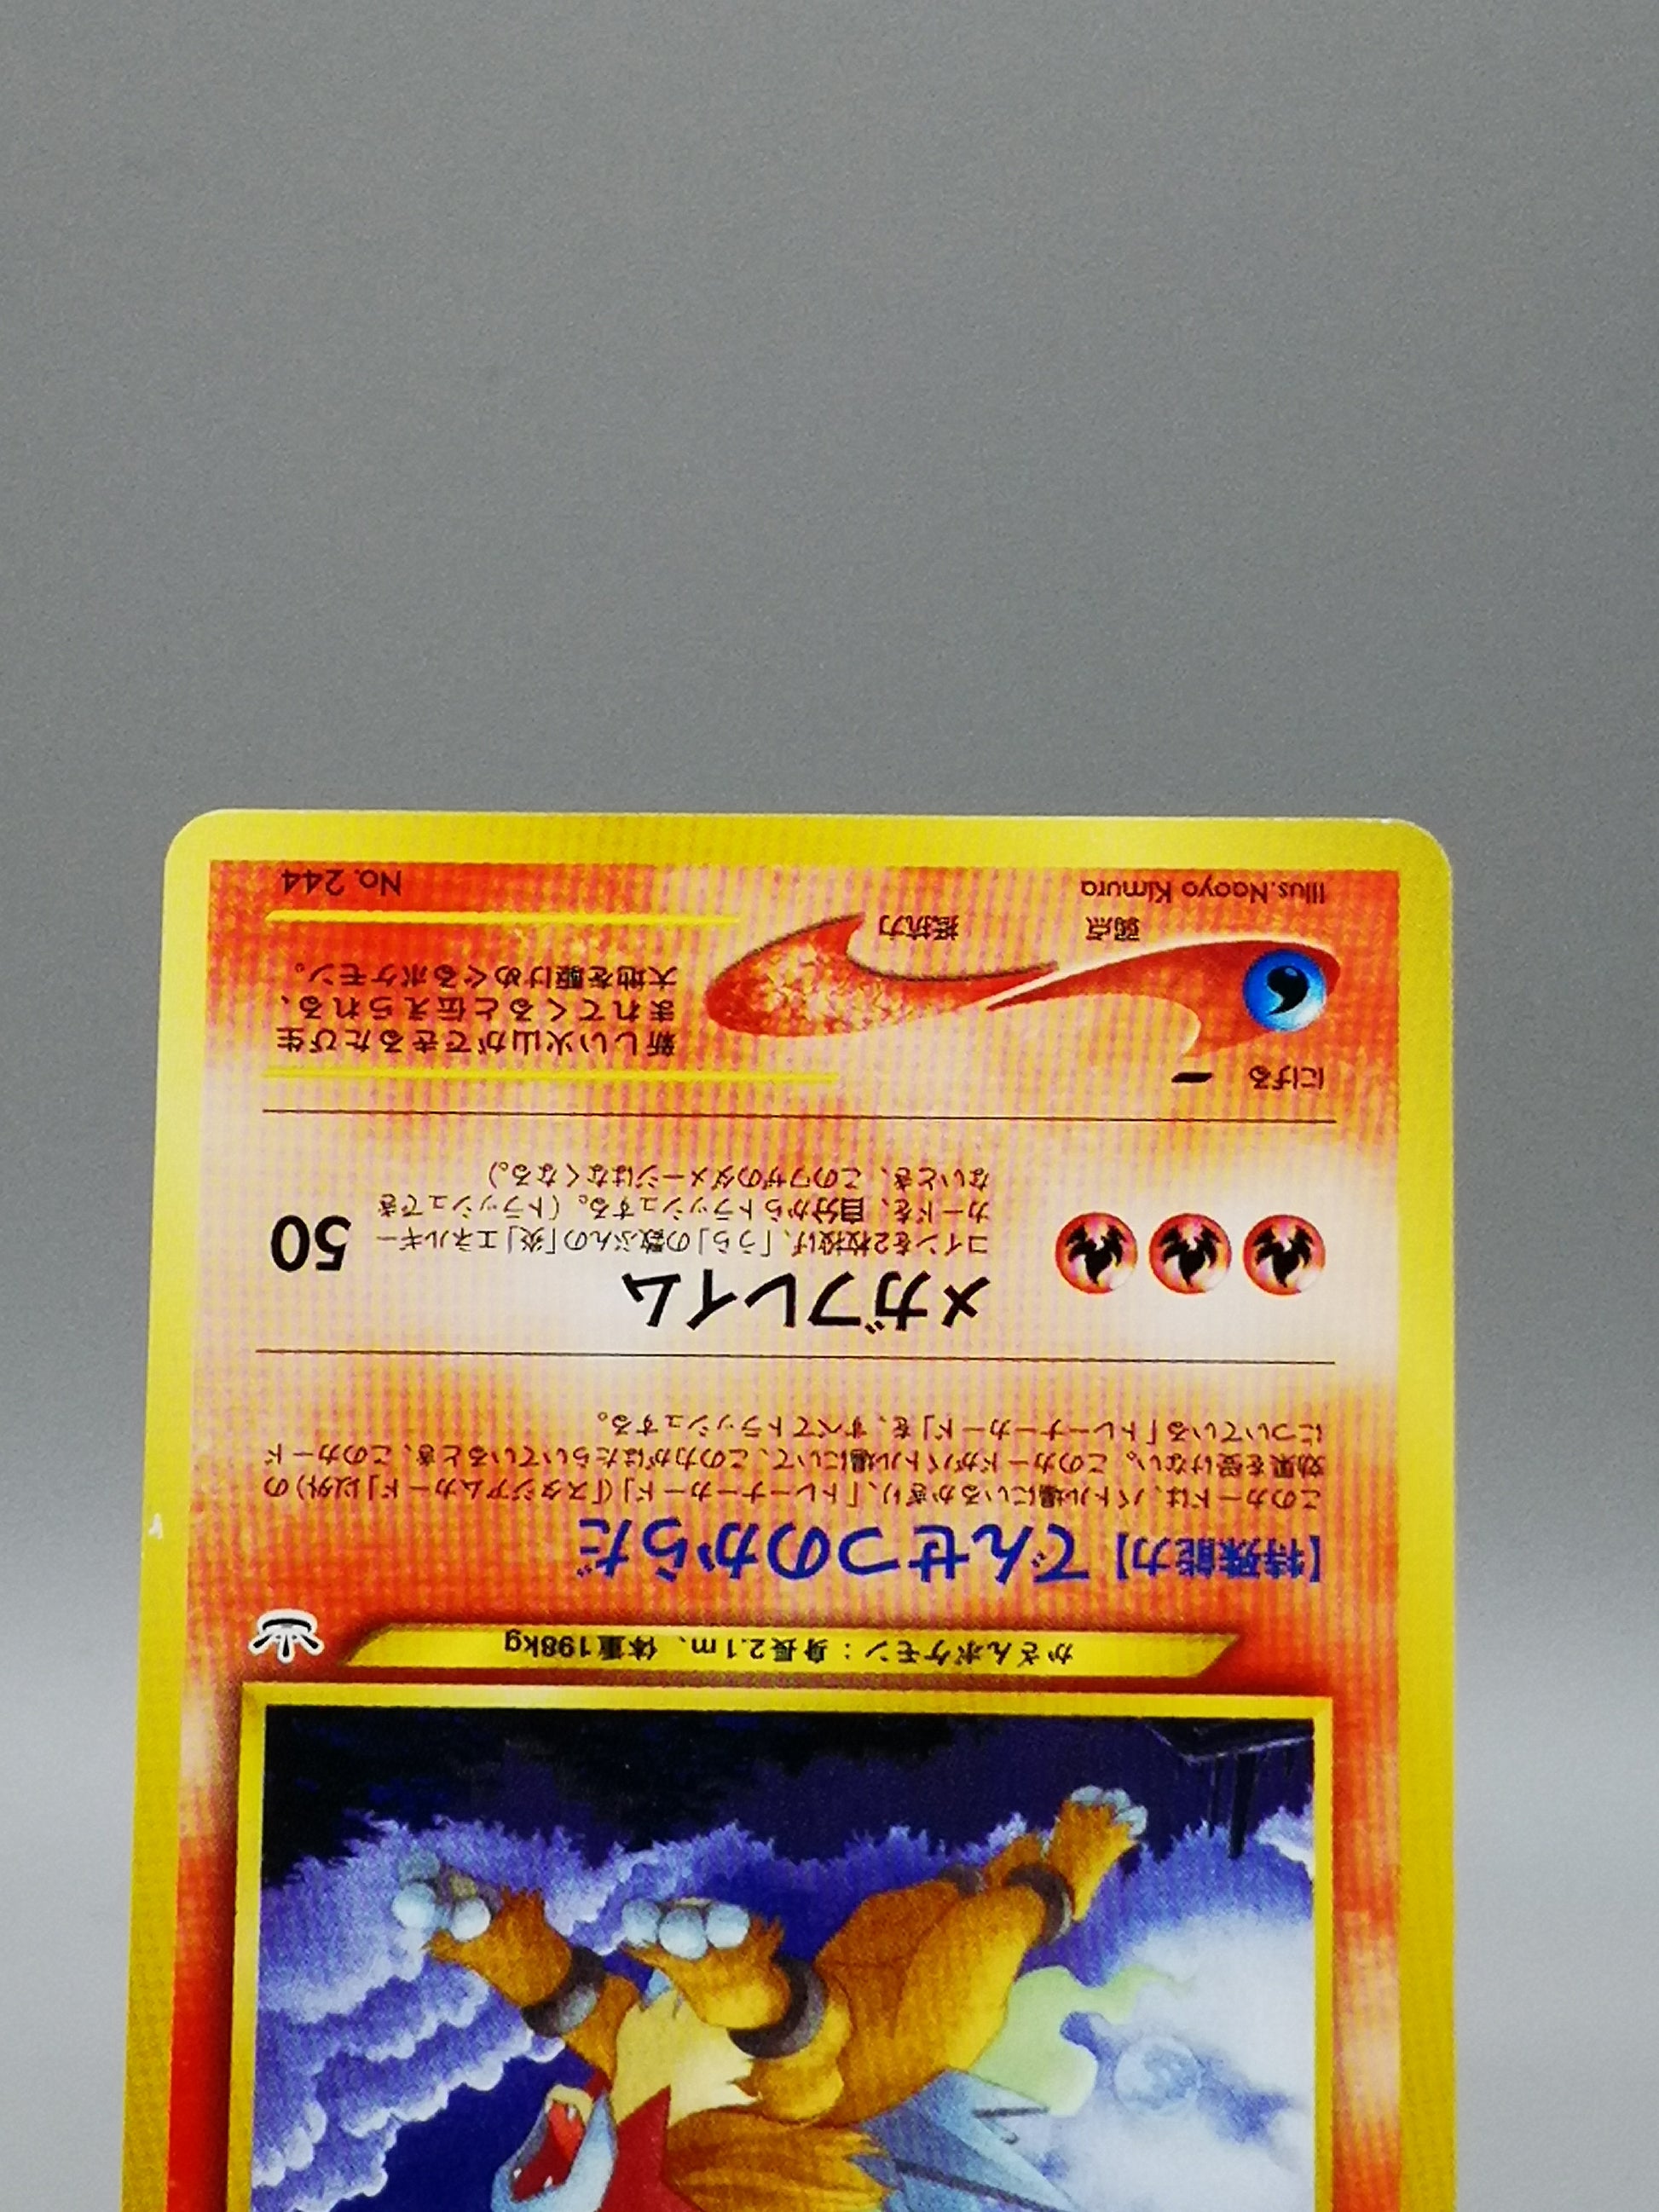 かざんポケモン：身長2.1m、体重198kg
【特殊能力】でんせつのからだ
このカードは、バトル場にいるかぎり、「トレーナーカード」(「スタジアムカード」以外)の
効果を受けない。このカードがバトル場にいて、この力がはたらいているとき、このカード
についている「トレーナーカード」を、すべてトラッシュする。
メガフレイム
50
コインを2枚投げ、「うら」の数ぶんの「炎」エネルギー
カードを、自分からトラッシュする。(トラッシュでき
ないとき、このワザのダメージはなくなる。)
にげる
弱点
抵抗力
新しい火山ができるたび生
まれてくると伝えられる、
大地を駆けめぐるポケモン。
Illus.Naoyo Kimura
No. 244